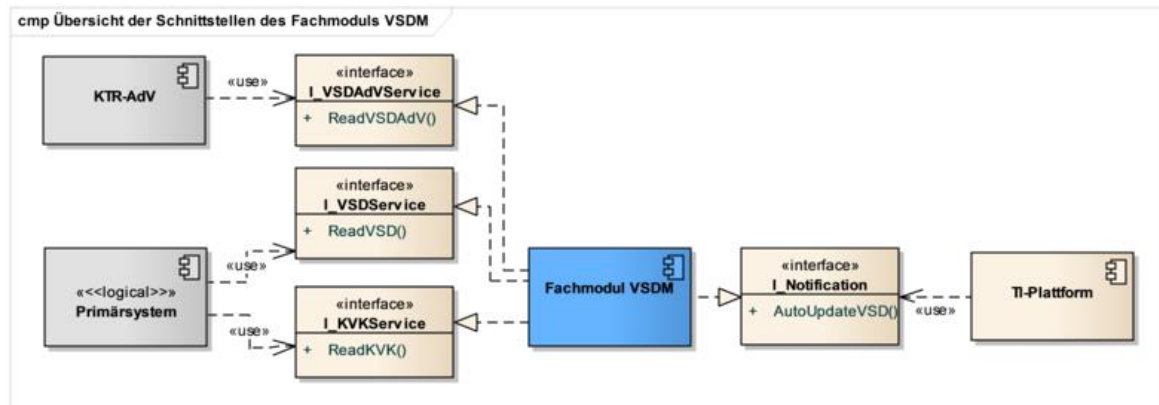 cmp Übersicht der Schnittstellen des Fachmoduls VSDM
KTR-AdV
«use»
«interface»
I_VSDAdVService
+ ReadVSDAdV()
«interface»
I_VSDService
+ ReadVSD()
«use»
«<<logical>>»
Primärsystem
«use»
«interface»
I_KVKService
+ ReadKVK()
Fachmodul VSDM
«interface»
I_Notification
+ AutoUpdateVSD()
«use»
TI-Plattform